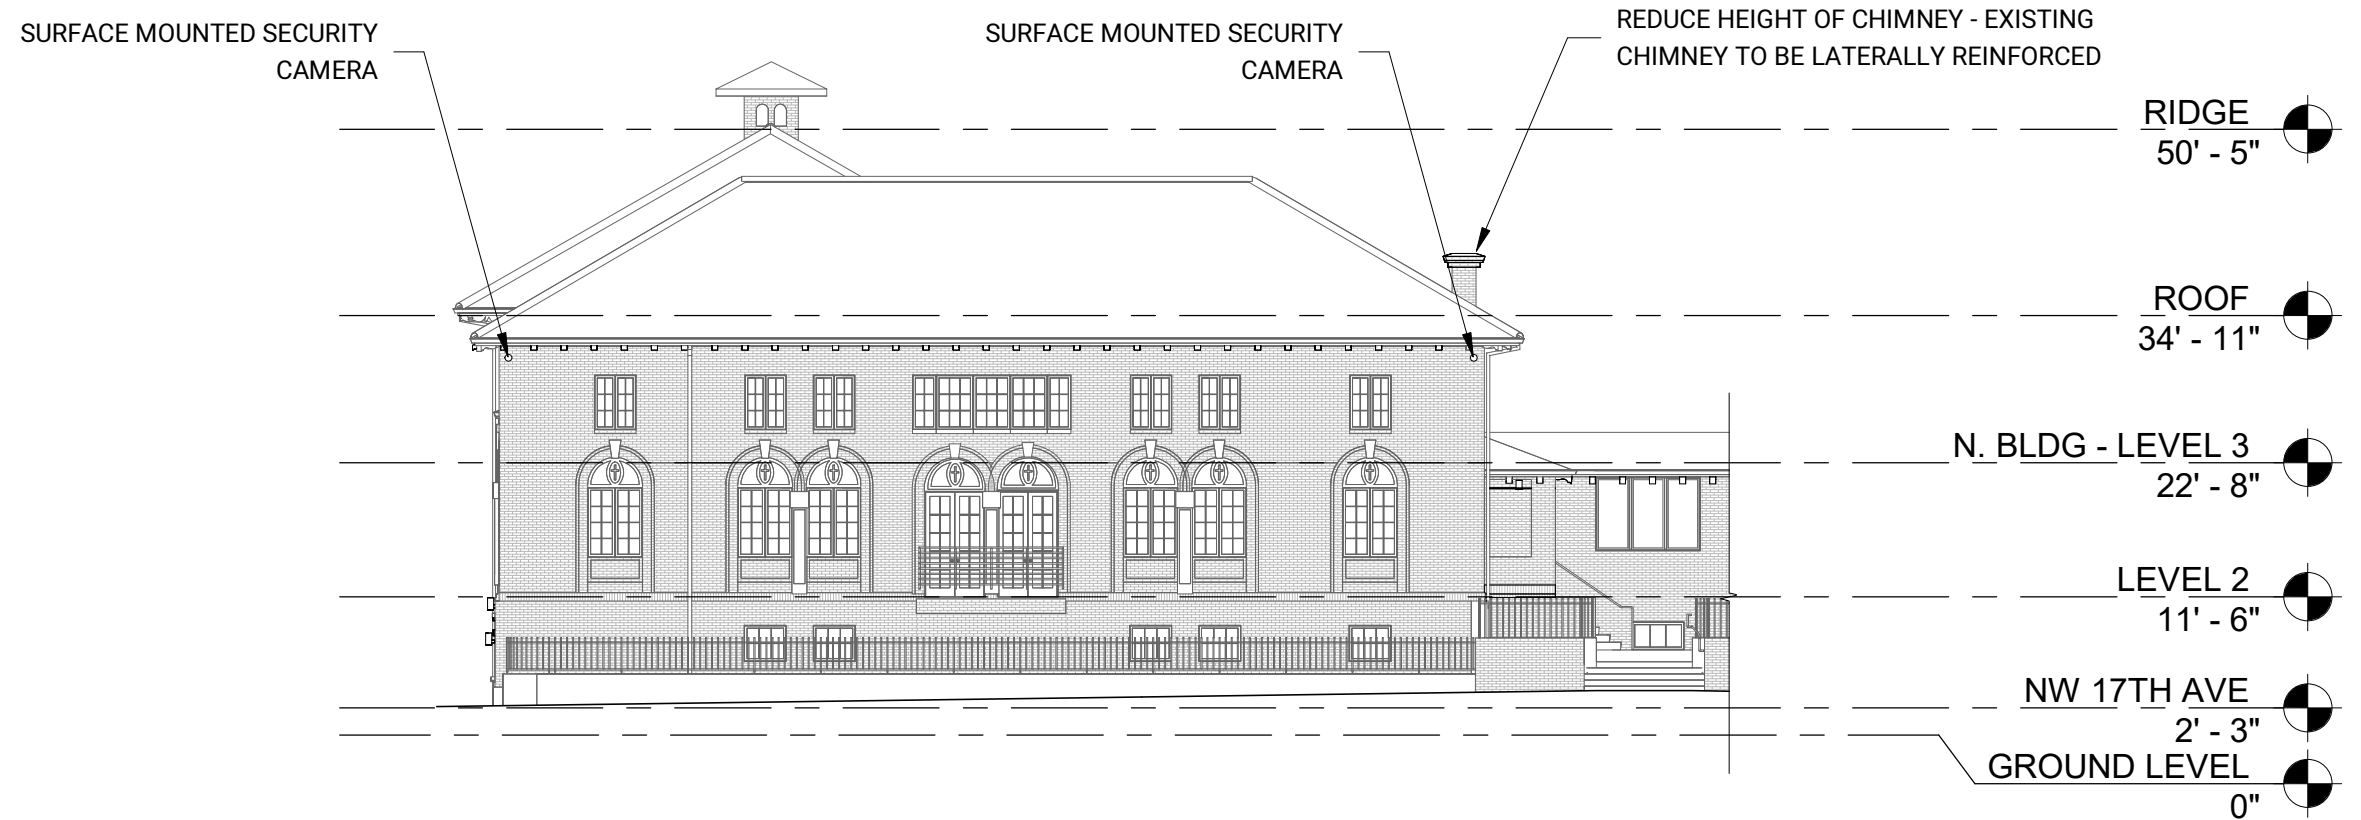 SURFACE MOUNTED SECURITY
CAMERA
SURFACE MOUNTED SECURITY
CAMERA
REDUCE HEIGHT OF CHIMNEY - EXISTING
CHIMNEY TO BE LATERALLY REINFORCED
RIDGE
50' - 5"
ROOF
34' - 11"
N. BLDG - LEVEL 3
22' - 8"
LEVEL 2
11' - 6"
NW 17TH AVE
2' - 3"
GROUND LEVEL
0"